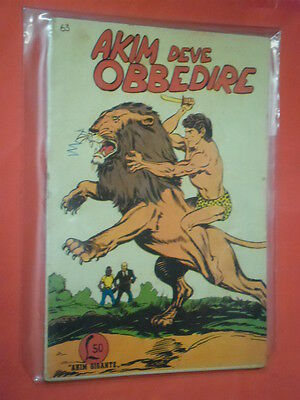 63
AKIM DEVE
OBBEDIRE
£ 50
"AKIM GIGANTE"